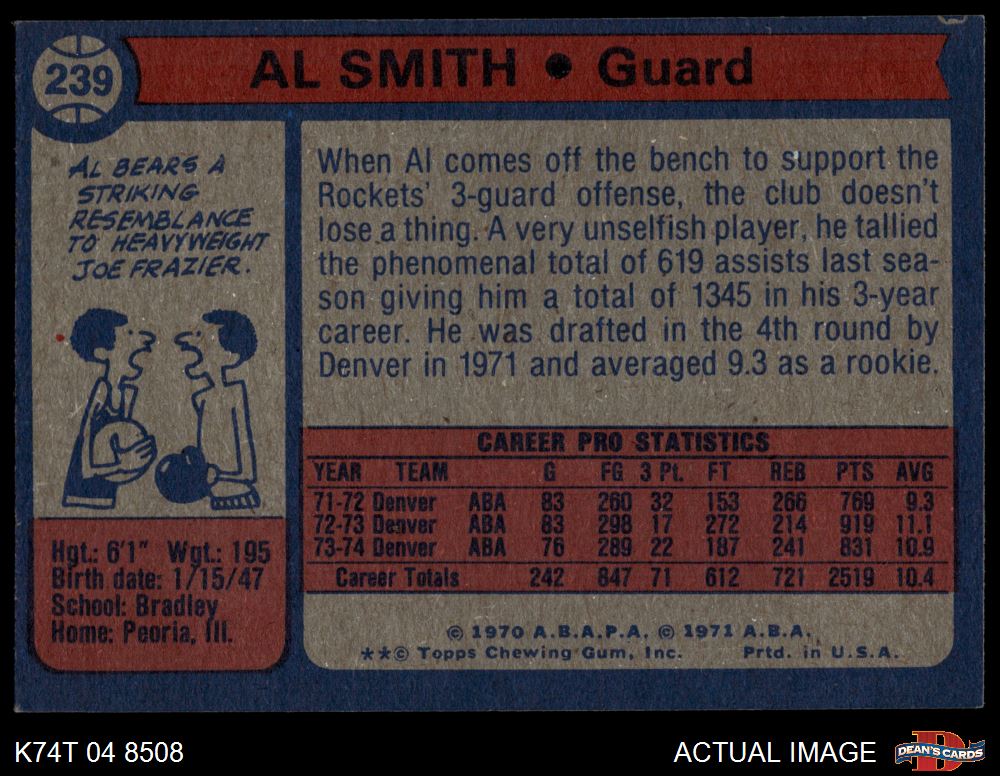 239
AL SMITH • Guard
AL BEARS A
STRIKING
RESEMBLANCE
TO HEAVYWEIGHT
JOE FRAZIER.
When Al comes off the bench to support the
Rockets' 3-guard offense, the club doesn't
lose a thing. A very unselfish player, he tallied
the phenomenal total of 619 assists last sea-
son giving him a total of 1345 in his 3-year
career. He was drafted in the 4th round by
Denver in 1971 and averaged 9.3 as a rookie.
Hgt.: 6'1" Wgt.: 195
Birth date: 1/15/47
School: Bradley
Home: Peoria, Ill.
CAREER PRO STATISTICS
YEAR TEAM G FG 3 Pt. FT REB PTS AVG
71-72 Denver ABA 83 260 32 153 266 769 9.3
72-73 Denver ABA 83 298 17 272 214 919 11.1
73-74 Denver ABA 76 289 22 187 241 831 10.9
Career Totals 242 847 71 612 721 2519 10.4
© 1970 A.B.A.P.A. © 1971 A.B.A.
**© Topps Chewing Gum, Inc. Prtd. in U.S.A.
K74T 04 8508
ACTUAL IMAGE
D
DEAN'S CARDS